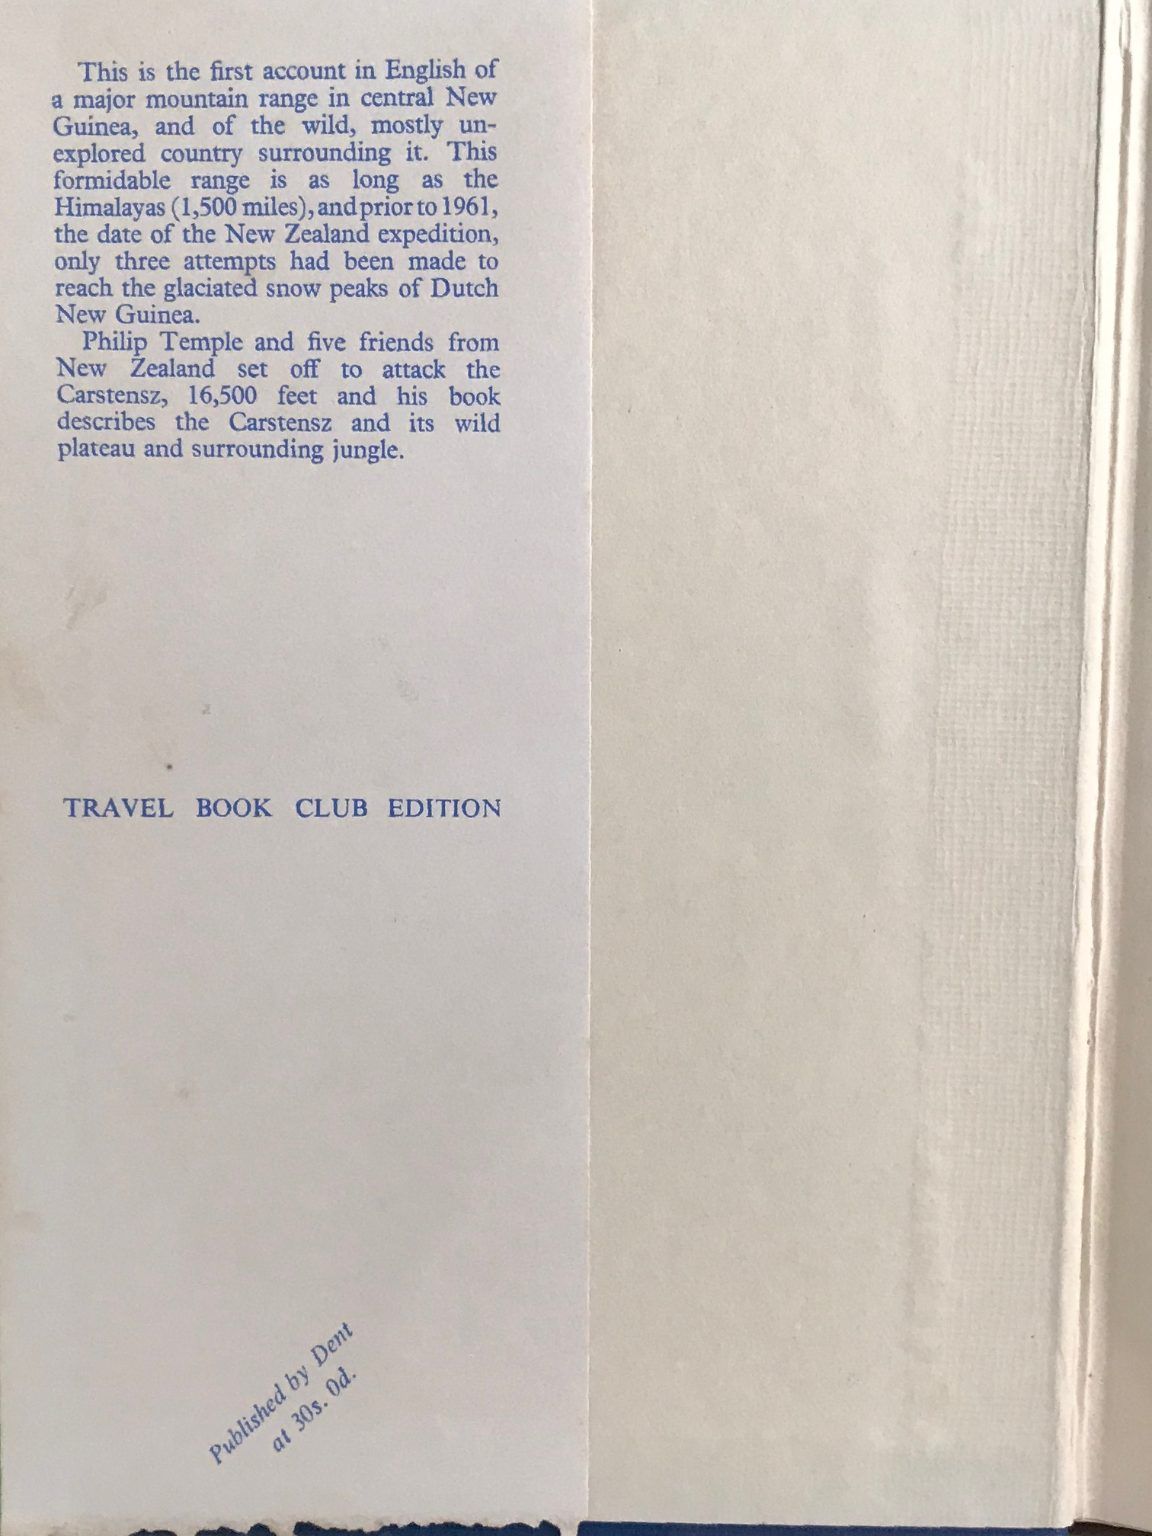 This is the first account in English of
a major mountain range in central New
Guinea, and of the wild, mostly un-
explored country surrounding it. This
formidable range is as long as the
Himalayas (1,500 miles), and prior to 1961,
the date of the New Zealand expedition,
only three attempts had been made to
reach the glaciated snow peaks of Dutch
New Guinea.
Philip Temple and five friends from
New Zealand set off to attack the
Carstensz, 16,500 feet and his book
describes the Carstensz and its wild
plateau and surrounding jungle.
TRAVEL BOOK CLUB EDITION
Published by Dent
at 30s. 0d.